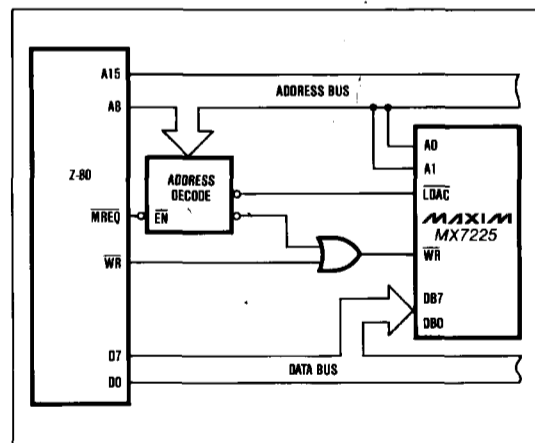 A15
ADDRESS BUS
A8
A0
Z-80
A1
ADDRESS
DECODE
LDAC
MAXIM
MX7225
MREQ
EN
WR
WR
DB7
DB0
D7
DATA BUS
D0